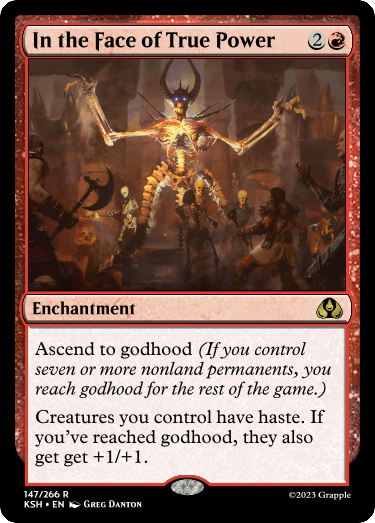 In the Face of True Power 2
Enchantment
Ascend to godhood (If you control
seven or more nonland permanents, you
reach godhood for the rest of the game.)
Creatures you control have haste. If
you've reached godhood, they also
get get +1/+1.
147/266 R
KSH • EN Greg Danton
©2023 Grapple